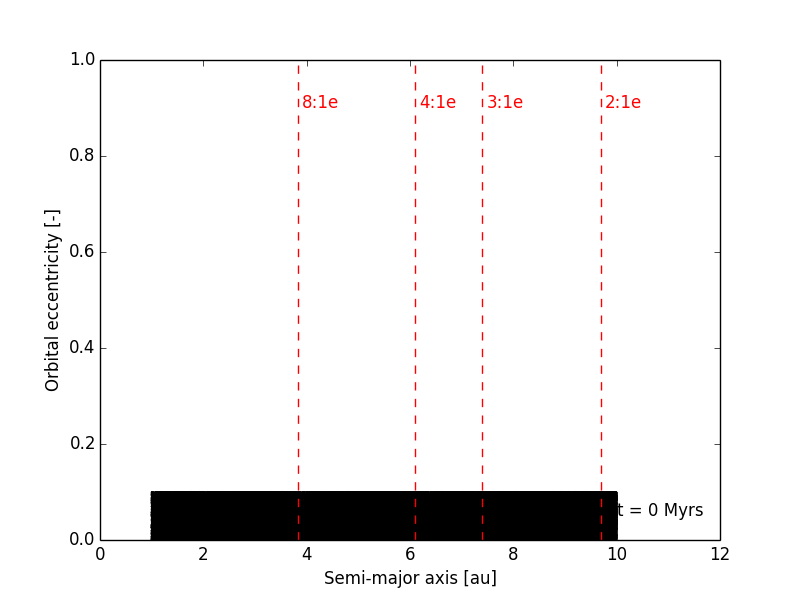 1.0
0.8
0.6
0.4
0.2
0.0
Orbital eccentricity [-]
8:1e
4:1e
3:1e
2:1e
t = 0 Myrs
0 2 4 6 8 10 12
Semi-major axis [au]